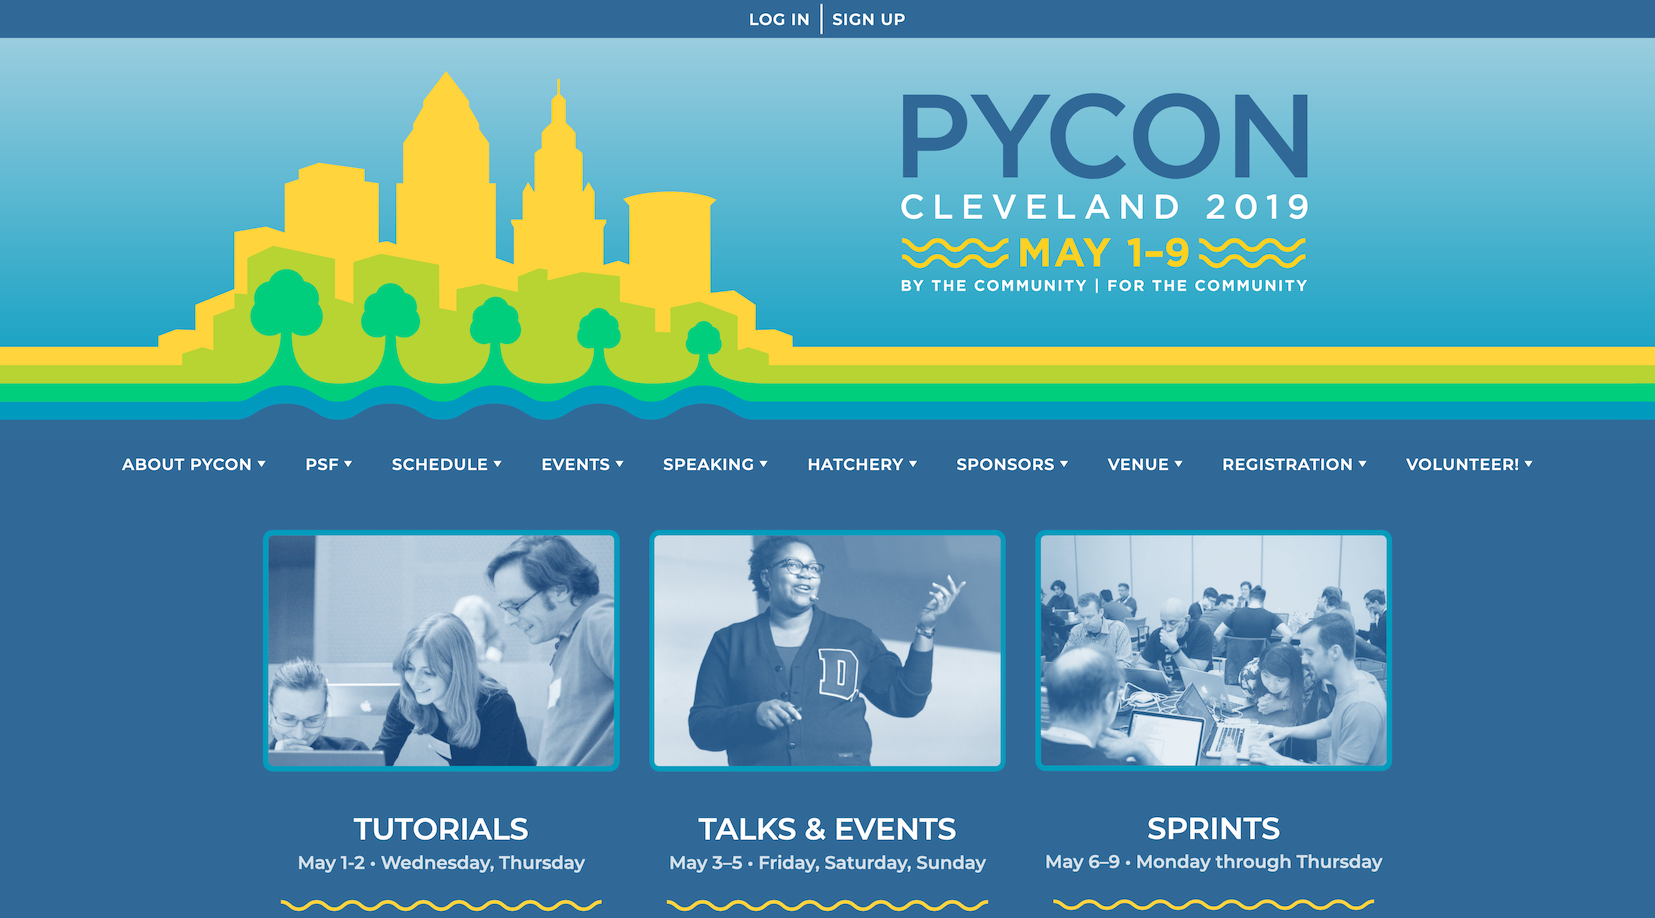 LOG IN | SIGN UP
PYCON
CLEVELAND 2019
MAY 1–9
BY THE COMMUNITY | FOR THE COMMUNITY
ABOUT PYCON PSF SCHEDULE EVENTS SPEAKING HATCHERY SPONSORS VENUE REGISTRATION VOLUNTEER!
D
TUTORIALS
May 1-2 • Wednesday, Thursday
TALKS & EVENTS
May 3–5 • Friday, Saturday, Sunday
SPRINTS
May 6–9 • Monday through Thursday